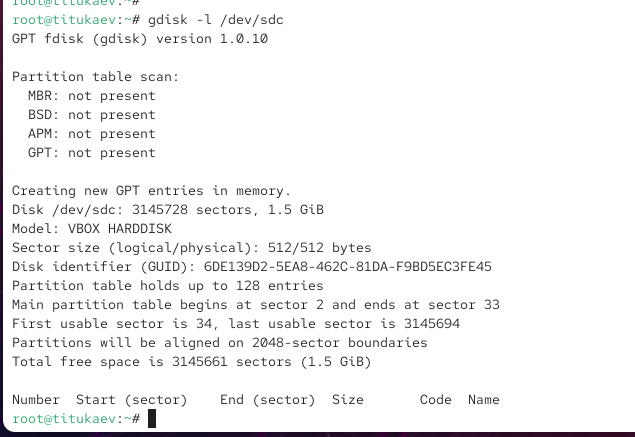 root@titukaev:~#
root@titukaev:~# gdisk -l /dev/sdc
GPT fdisk (gdisk) version 1.0.10

Partition table scan:
  MBR: not present
  BSD: not present
  APM: not present
  GPT: not present

Creating new GPT entries in memory.
Disk /dev/sdc: 3145728 sectors, 1.5 GiB
Model: VBOX HARDDISK
Sector size (logical/physical): 512/512 bytes
Disk identifier (GUID): 6DE139D2-5EA8-462C-81DA-F9BD5EC3FE45
Partition table holds up to 128 entries
Main partition table begins at sector 2 and ends at sector 33
First usable sector is 34, last usable sector is 3145694
Partitions will be aligned on 2048-sector boundaries
Total free space is 3145661 sectors (1.5 GiB)

Number  Start (sector)    End (sector)  Size       Code  Name
root@titukaev:~#